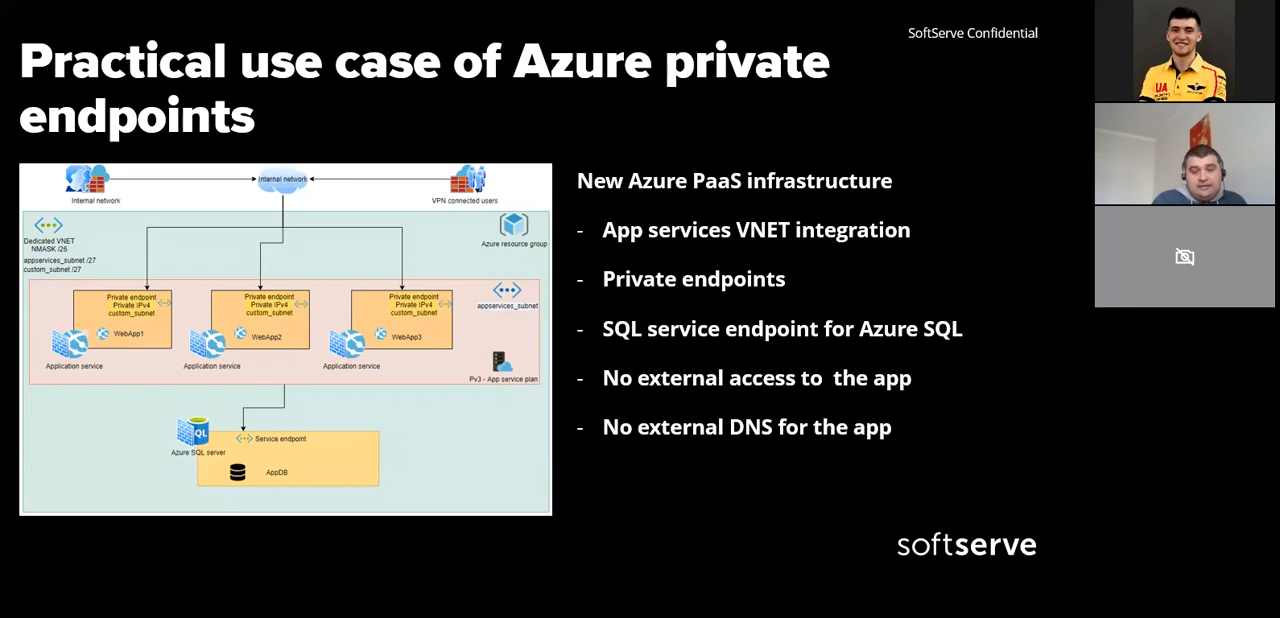 SoftServe Confidential
Practical use case of Azure private
endpoints
Internal network
Internal network
VPN connected users
Dedicated VNET
NMASK /26
appservices_subnet /27
custom_subnet /27
Azure resource group
Private endpoint
Private IPv4
custom_subnet
WebApp1
Application service
Private endpoint
Private IPv4
custom_subnet
WebApp2
Application service
Private endpoint
Private IPv4
custom_subnet
WebApp3
Application service
appservices_subnet
Pv3 - App service plan
QL
Azure SQL server
Service endpoint
AppDB
New Azure PaaS infrastructure
- App services VNET integration
- Private endpoints
- SQL service endpoint for Azure SQL
- No external access to the app
- No external DNS for the app
softserve
UA